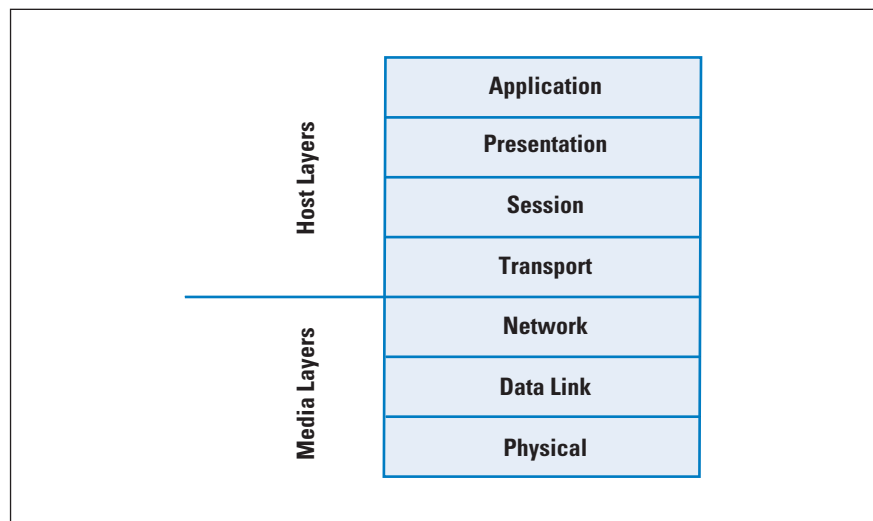 Host Layers
Application
Presentation
Session
Transport
Media Layers
Network
Data Link
Physical